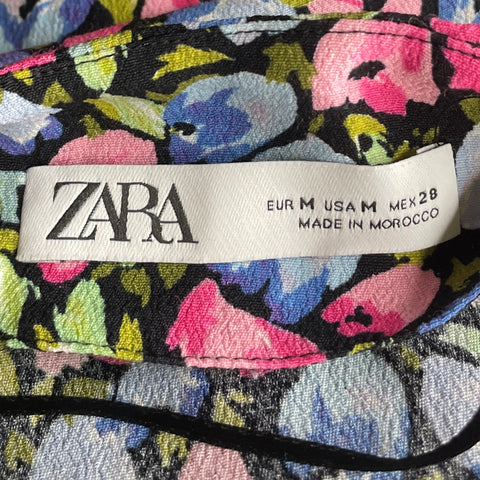 ZARA
EUR M USA M MEX 28
MADE IN MOROCCO